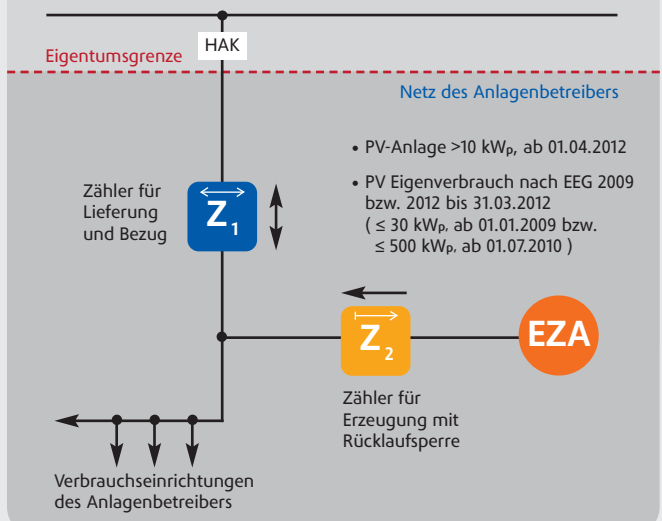 HAK
Eigentumsgrenze
Netz des Anlagenbetreibers
• PV-Anlage >10 kWp, ab 01.04.2012
• PV Eigenverbrauch nach EEG 2009
bzw. 2012 bis 31.03.2012
( ≤ 30 kWp, ab 01.01.2009 bzw.
≤ 500 kWp, ab 01.07.2010 )
Zähler für
Lieferung
und Bezug
Z1
Z2
EZA
Zähler für
Erzeugung mit
Rücklaufsperre
Verbrauchseinrichtungen
des Anlagenbetreibers